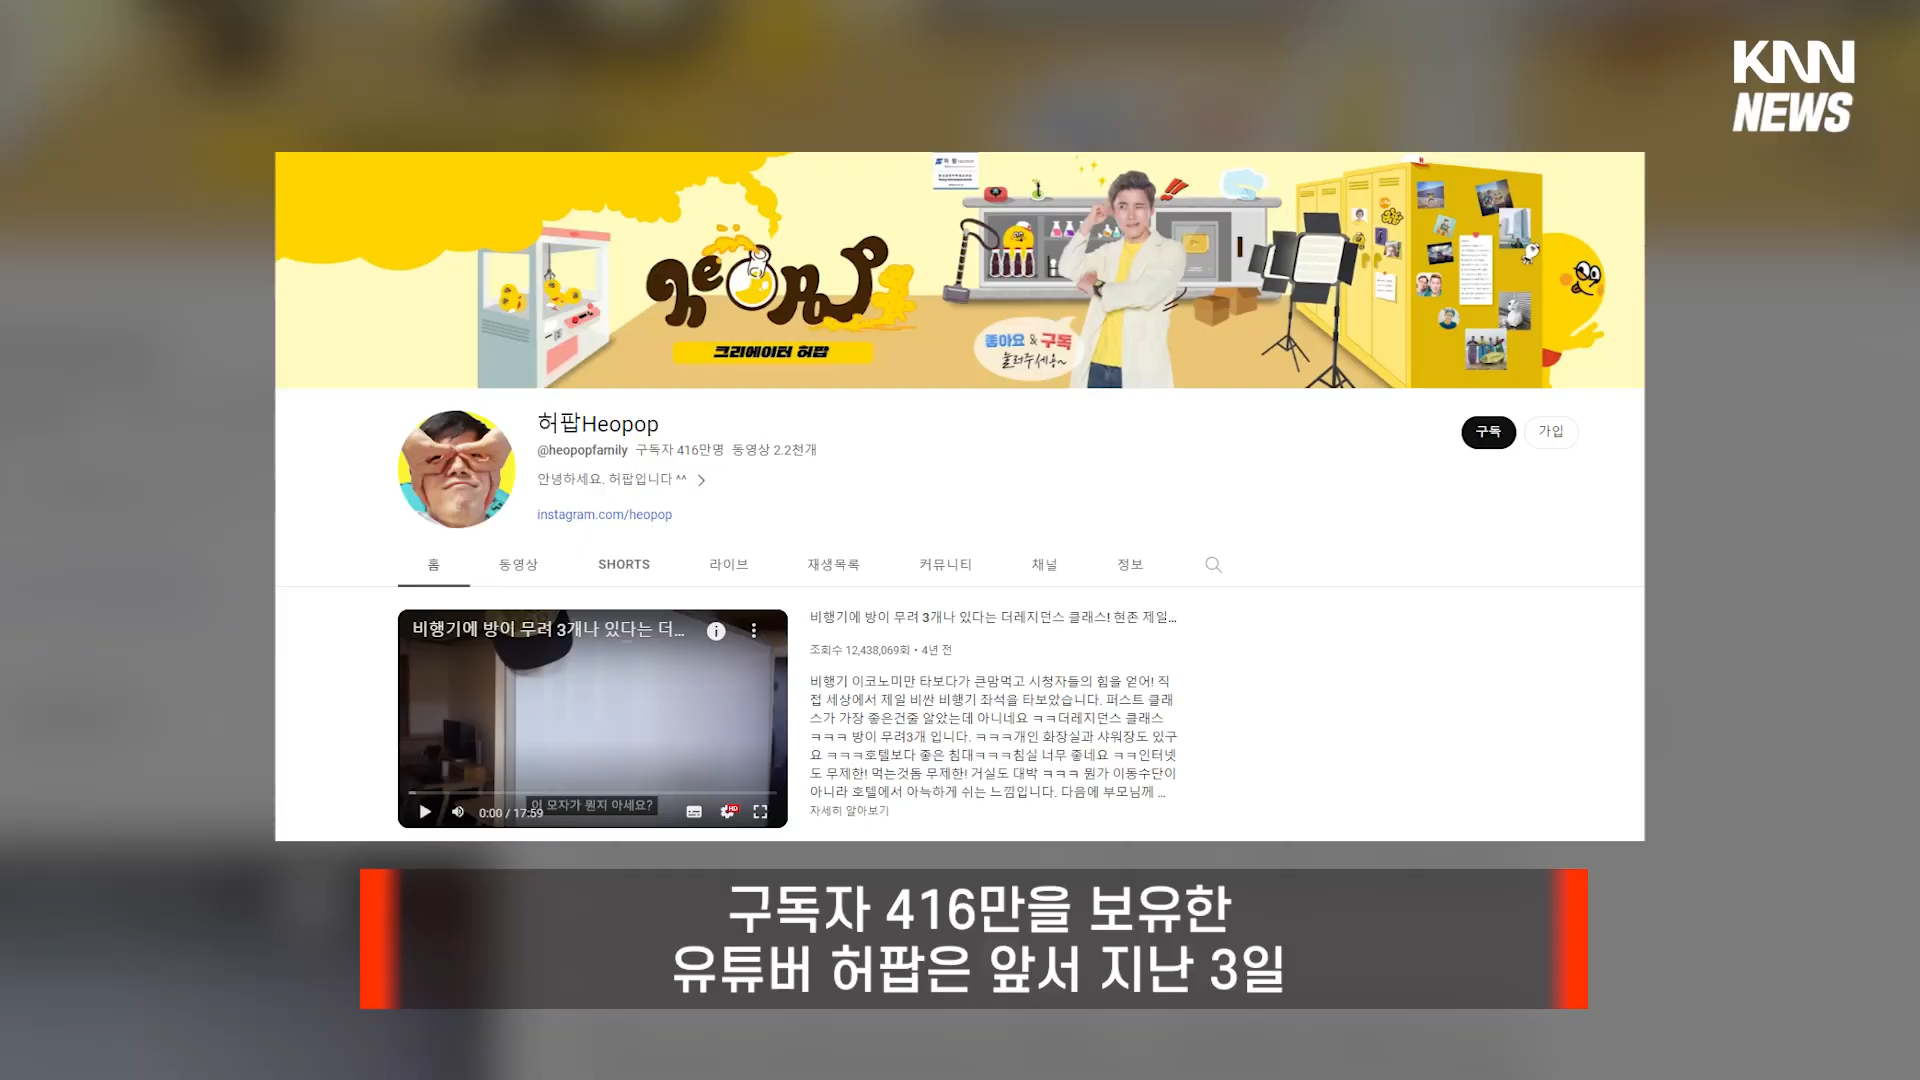 KNN
NEWS
heopop
크리에이터 허팝
좋아요 & 구독
눌러주세용~
허팝Heopop
@heopopfamily 구독자 416만명 동영상 2.2천개
안녕하세요. 허팝입니다 ^^
instagram.com/heopop
구독
가입
홈
동영상
SHORTS
라이브
재생목록
커뮤니티
채널
정보
비행기에 방이 무려 3개나 있다는 더...
이 모자가 뭔지 아세요?
0:00 / 17:59
HD
비행기에 방이 무려 3개나 있다는 더레지던스 클래스! 현존 제일...
조회수 12,438,069회 • 4년 전
비행기 이코노미만 타보다가 큰맘먹고 시청자들의 힘을 얻어! 직
접 세상에서 제일 비싼 비행기 좌석을 타보았습니다. 퍼스트 클래
스가 가장 좋은건줄 알았는데 아니네요 ㅋㅋ더레지던스 클래스
ㅋㅋㅋ 방이 무려3개 입니다. ㅋㅋㅋ개인 화장실과 샤워장도 있구
요 ㅋㅋㅋ호텔보다 좋은 침대ㅋㅋㅋ침실 너무 좋네요 ㅋㅋ인터넷
도 무제한! 먹는것돔 무제한! 거실도 대박 ㅋㅋㅋ 뭔가 이동수단이
아니라 호텔에서 아늑하게 쉬는 느낌입니다. 다음에 부모님께 ...
자세히 알아보기
구독자 416만을 보유한
유튜버 허팝은 앞서 지난 3일